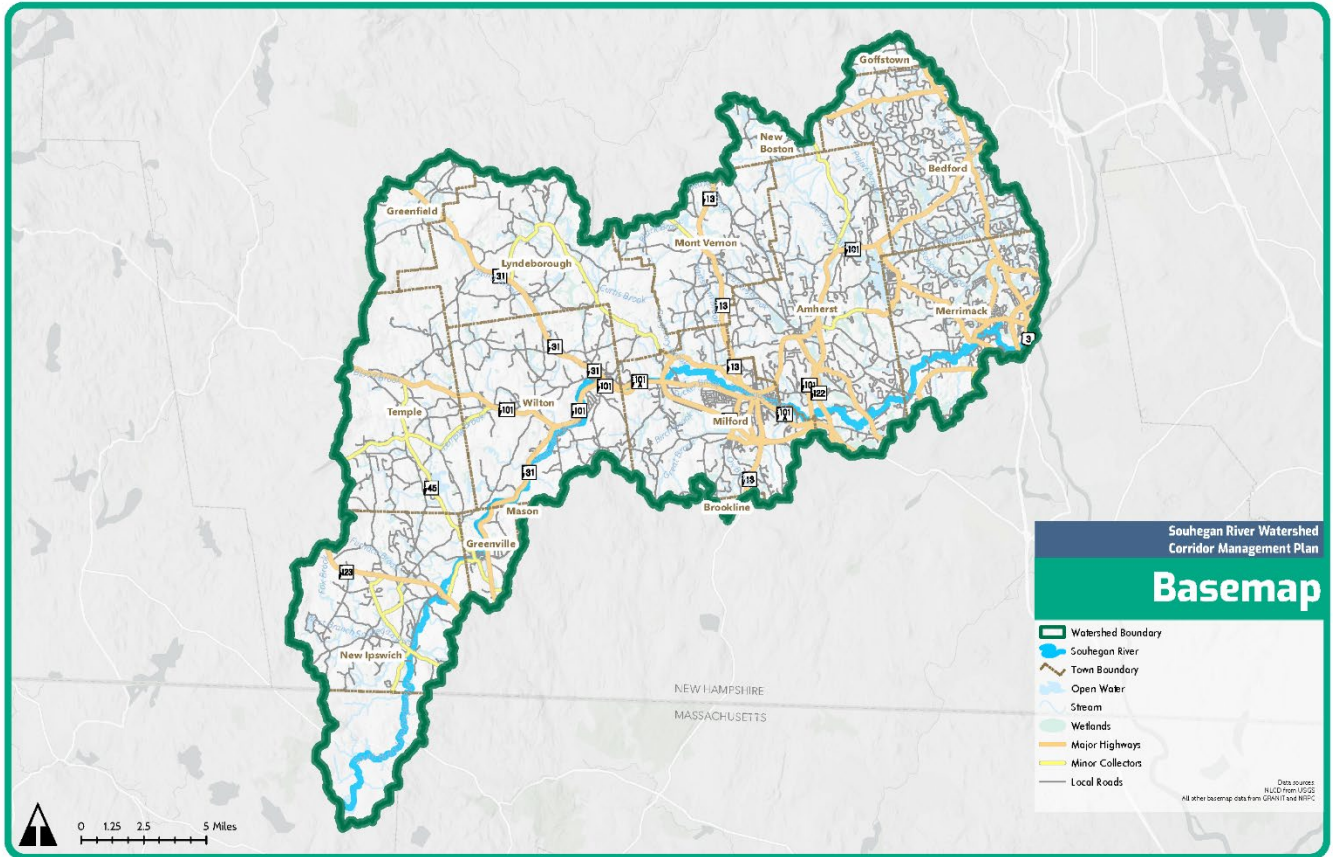 Goffstown
New
Boston
Bedford
Greenfield
13
Mont Vernon
101
Lyndeborough
31
Curtis Brook
13
Amherst
Merrimack
3
31
13
31
101
101
A
101
122
Temple
Wilton
101
101
Milford
101
A
31
13
45
Mason
Brookline
Greenville
123
New Ipswich
NEW HAMPSHIRE
MASSACHUSETTS
Souhegan River Watershed
Corridor Management Plan
Basemap
Watershed Boundary
Souhegan River
Town Boundary
Open Water
Stream
Wetlands
Major Highways
Minor Collectors
Local Roads
Data sources:
NLCD from USGS
All other basemap data from GRANIT and NRPC
0 1.25 2.5 5 Miles